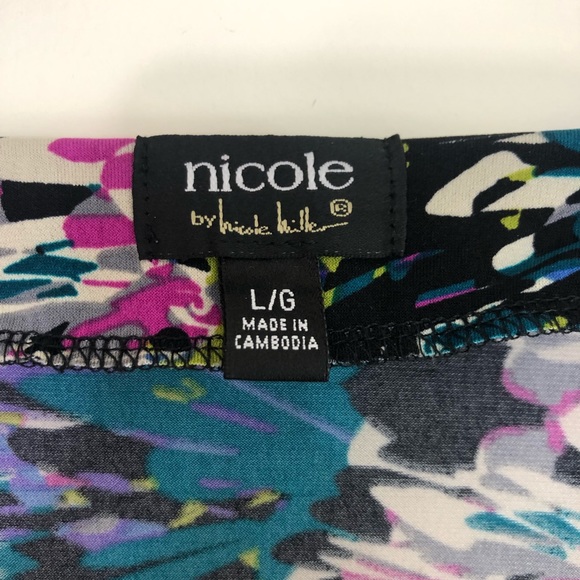 nicole
by nicole miller ®
L/G
MADE IN
CAMBODIA